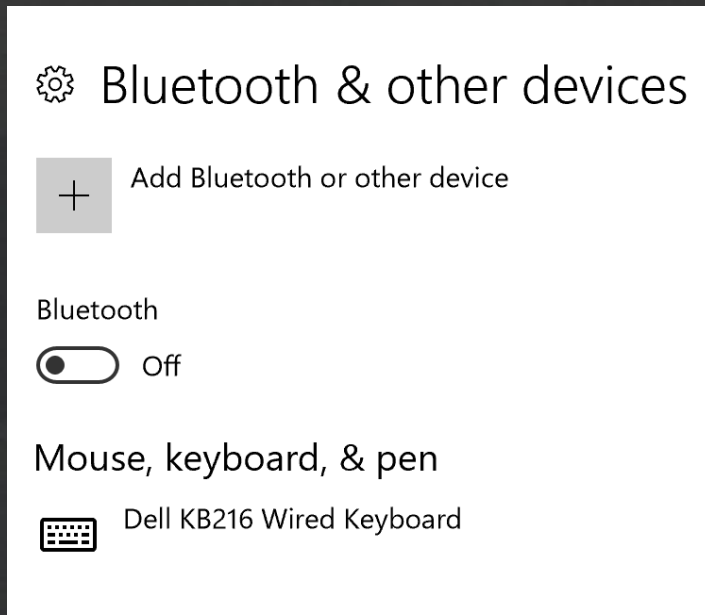 Bluetooth & other devices
Add Bluetooth or other device
Bluetooth
Off
Mouse, keyboard, & pen
Dell KB216 Wired Keyboard